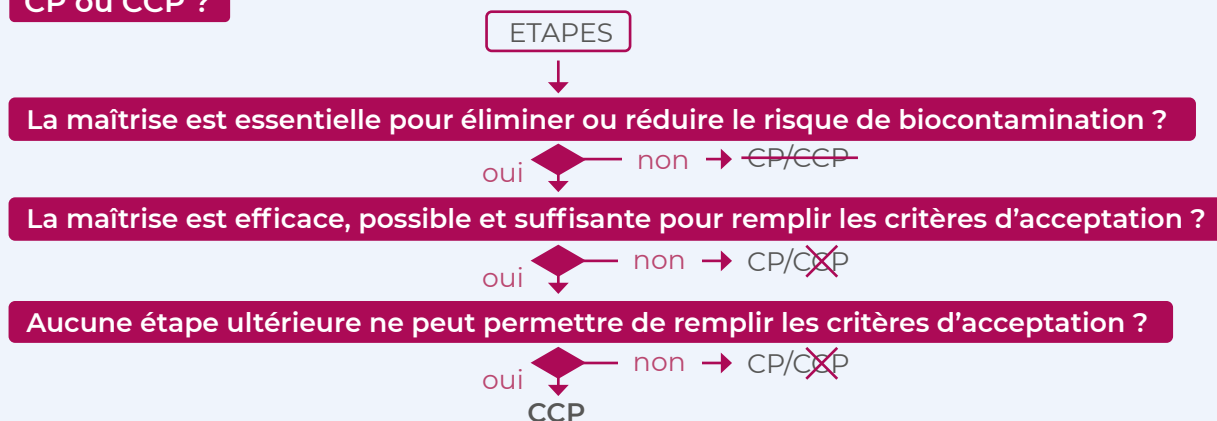 CP ou CCP ?
ETAPES
La maîtrise est essentielle pour éliminer ou réduire le risque de biocontamination ?
oui non CP/CCP
La maîtrise est efficace, possible et suffisante pour remplir les critères d’acceptation ?
oui non CP/CCP
Aucune étape ultérieure ne peut permettre de remplir les critères d’acceptation ?
oui non CP/CCP
CCP